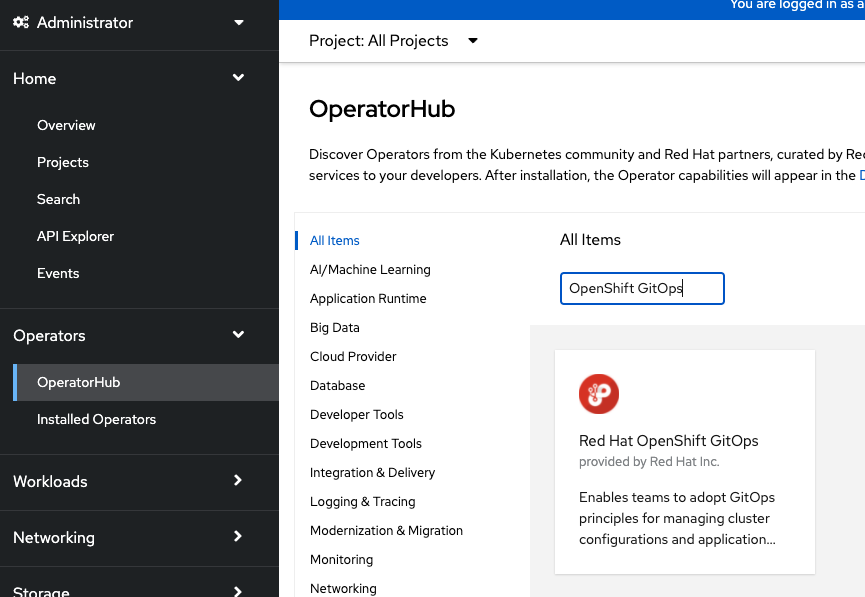 Administrator
Home
Overview
Projects
Search
API Explorer
Events
Operators
OperatorHub
Installed Operators
Workloads
Networking
Storage
You are logged in as a
Project: All Projects
OperatorHub
Discover Operators from the Kubernetes community and Red Hat partners, curated by Red
services to your developers. After installation, the Operator capabilities will appear in the
All Items
AI/Machine Learning
Application Runtime
Big Data
Cloud Provider
Database
Developer Tools
Development Tools
Integration & Delivery
Logging & Tracing
Modernization & Migration
Monitoring
Networking
All Items
OpenShift GitOps
Red Hat OpenShift GitOps
provided by Red Hat Inc.
Enables teams to adopt GitOps
principles for managing cluster
configurations and application...